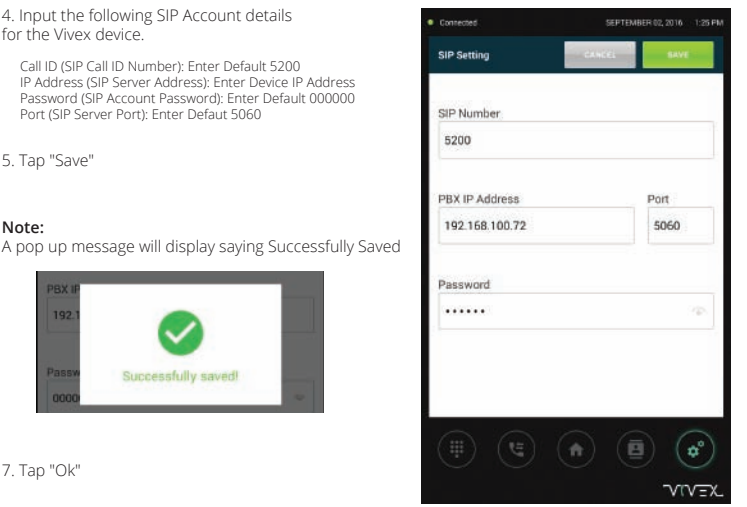 4. Input the following SIP Account details
for the Vivex device.
Call ID (SIP Call ID Number): Enter Default 5200
IP Address (SIP Server Address): Enter Device IP Address
Password (SIP Account Password): Enter Default 000000
Port (SIP Server Port): Enter Defaut 5060
5. Tap "Save"
Note:
A pop up message will display saying Successfully Saved
PBX IP
192.1
Successfully saved!
Passw
0000
7. Tap "Ok"
Connected
SEPTEMBER 02, 2016 1:25 PM
SIP Setting
CANCEL
SAVE
SIP Number
5200
PBX IP Address
Port
192.168.100.72
5060
Password
••••••
VIVEX